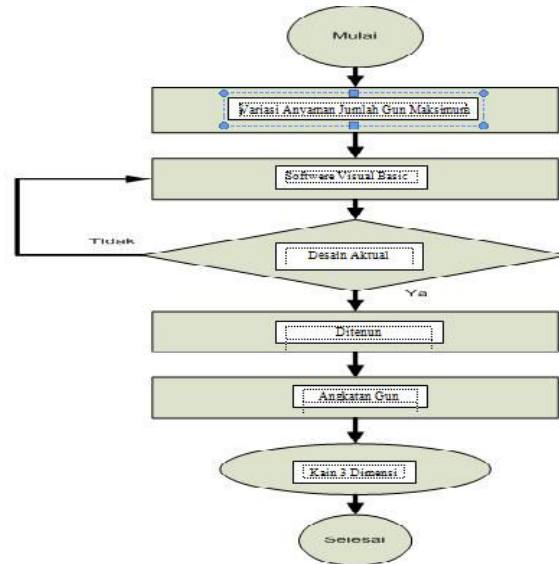 Mulai
Variasi Anyaman Jumlah Gun Maksimum
Software Visual Basic
Tidak
Desain Aktual
Ya
Ditenun
Angkatan Gun
Kain 3 Dimensi
Selesai